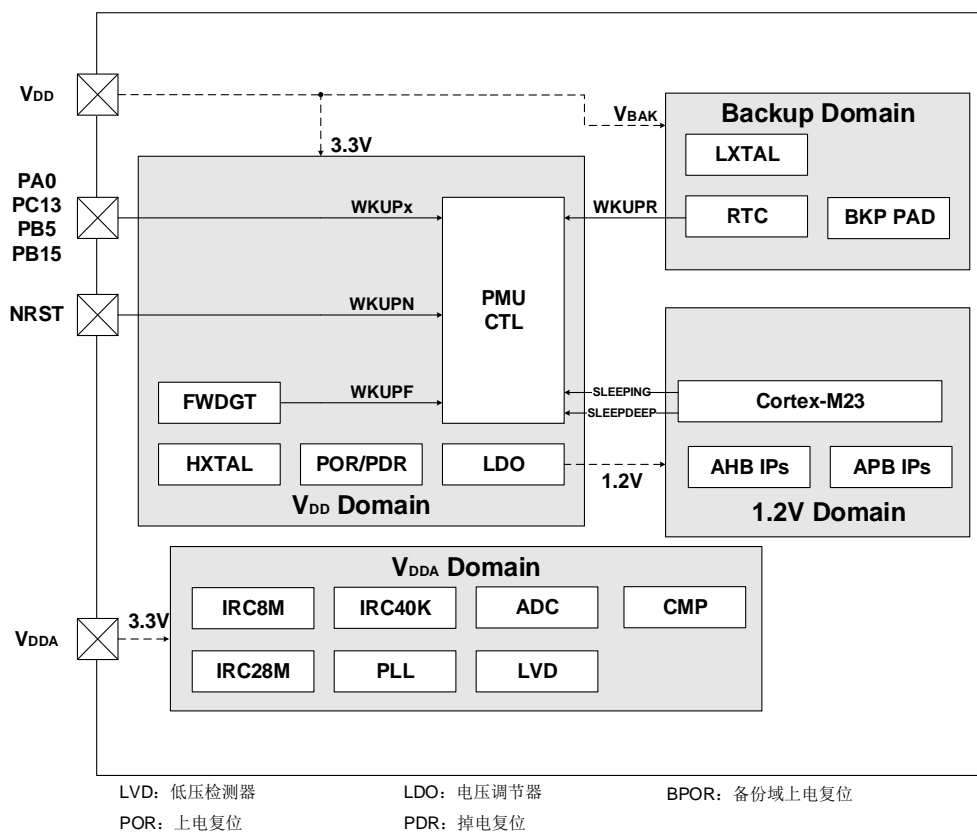 VDD
VBAK
Backup Domain
LXTAL
3.3V
PA0
PC13
PB5
PB15
WKUPx
WKUPR
RTC
BKP PAD
NRST
WKUPN
PMU
CTL
FWDGT
WKUPF
SLEEPING
SLEEPDEEP
Cortex-M23
HXTAL
POR/PDR
LDO
1.2V
AHB IPs
APB IPs
VDD Domain
1.2V Domain
VDDA Domain
VDDA
3.3V
IRC8M
IRC40K
ADC
CMP
IRC28M
PLL
LVD
LVD：低压检测器
LDO：电压调节器
BPOR：备份域上电复位
POR：上电复位
PDR：掉电复位